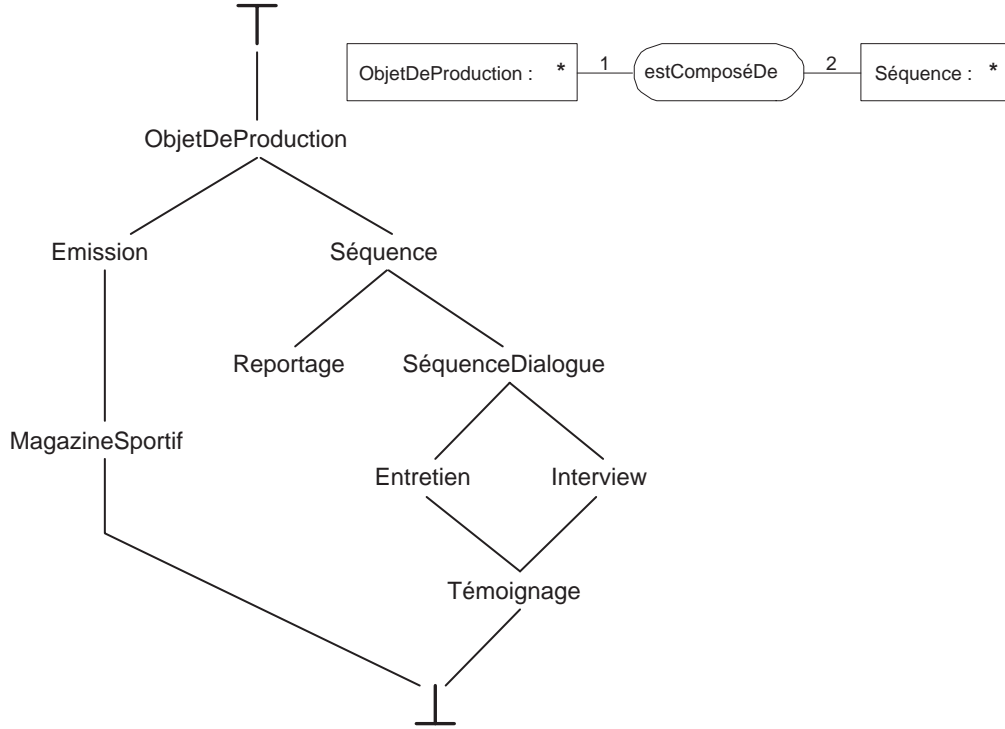 ObjetDeProduction : * 1 estComposéDe 2 Séquence : *
ObjetDeProduction
Emission Séquence
Reportage SéquenceDialogue
MagazineSportif
Entretien Interview
Témoignage